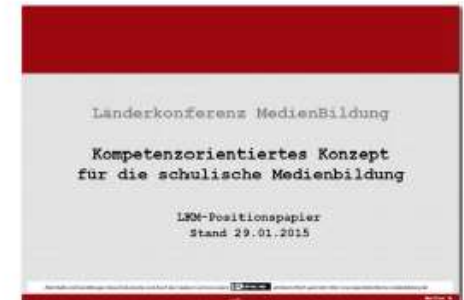 Länderkonferenz MedienBildung
Kompetenzorientiertes Konzept
für die schulische Medienbildung
LKM-Positionspapier
Stand 29.01.2015